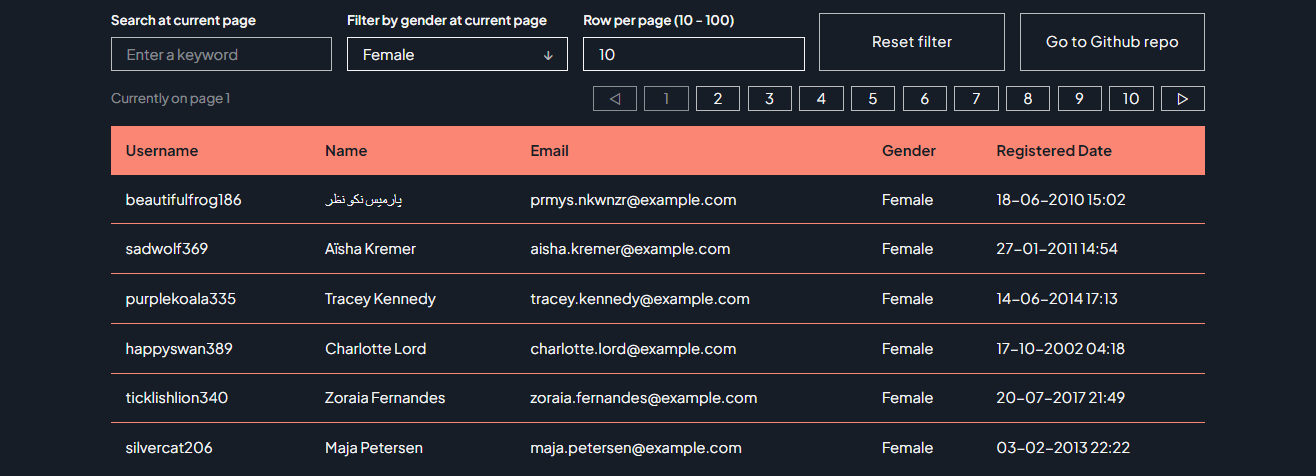 Search at current page Filter by gender at current page Row per page (10 - 100)
Enter a keyword Female 10 Reset filter Go to Github repo
Currently on page 1 1 2 3 4 5 6 7 8 9 10
Username Name Email Gender Registered Date
beautifulfrog186 پارمیس نكو نظر prmys.nkwnzr@example.com Female 18-06-2010 15:02
sadwolf369 Aïsha Kremer aisha.kremer@example.com Female 27-01-2011 14:54
purplekoala335 Tracey Kennedy tracey.kennedy@example.com Female 14-06-2014 17:13
happyswan389 Charlotte Lord charlotte.lord@example.com Female 17-10-2002 04:18
ticklishlion340 Zoraia Fernandes zoraia.fernandes@example.com Female 20-07-2017 21:49
silvercat206 Maja Petersen maja.petersen@example.com Female 03-02-2013 22:22